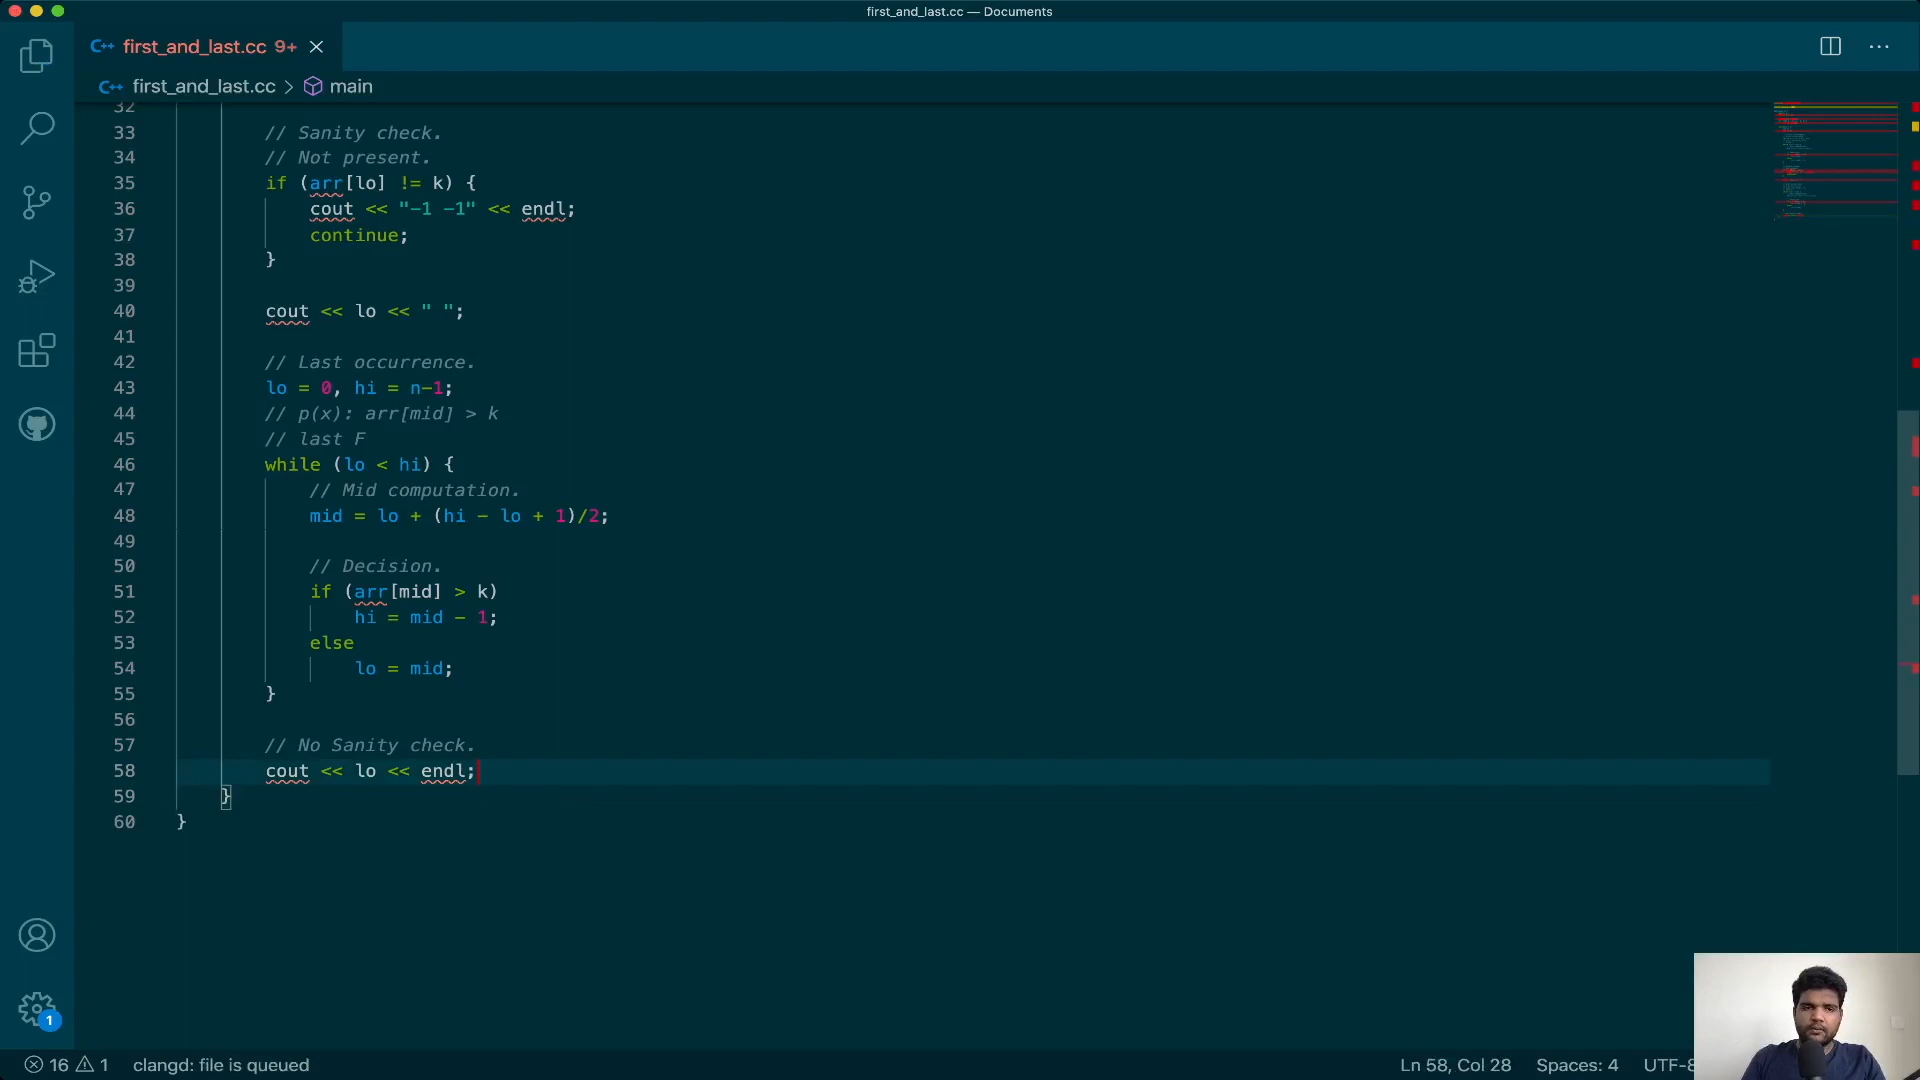 first_and_last.cc — Documents
C++ first_and_last.cc 9+
C++ first_and_last.cc > main
32
33 // Sanity check.
34 // Not present.
35 if (arr[lo] != k) {
36 cout << "-1 -1" << endl;
37 continue;
38 }
39
40 cout << lo << " ";
41
42 // Last occurrence.
43 lo = 0, hi = n-1;
44 // p(x): arr[mid] > k
45 // last F
46 while (lo < hi) {
47 // Mid computation.
48 mid = lo + (hi - lo + 1)/2;
49
50 // Decision.
51 if (arr[mid] > k)
52 hi = mid - 1;
53 else
54 lo = mid;
55 }
56
57 // No Sanity check.
58 cout << lo << endl;
59 }
60 }
1
16 1 clangd: file is queued Ln 58, Col 28 Spaces: 4 UTF-8